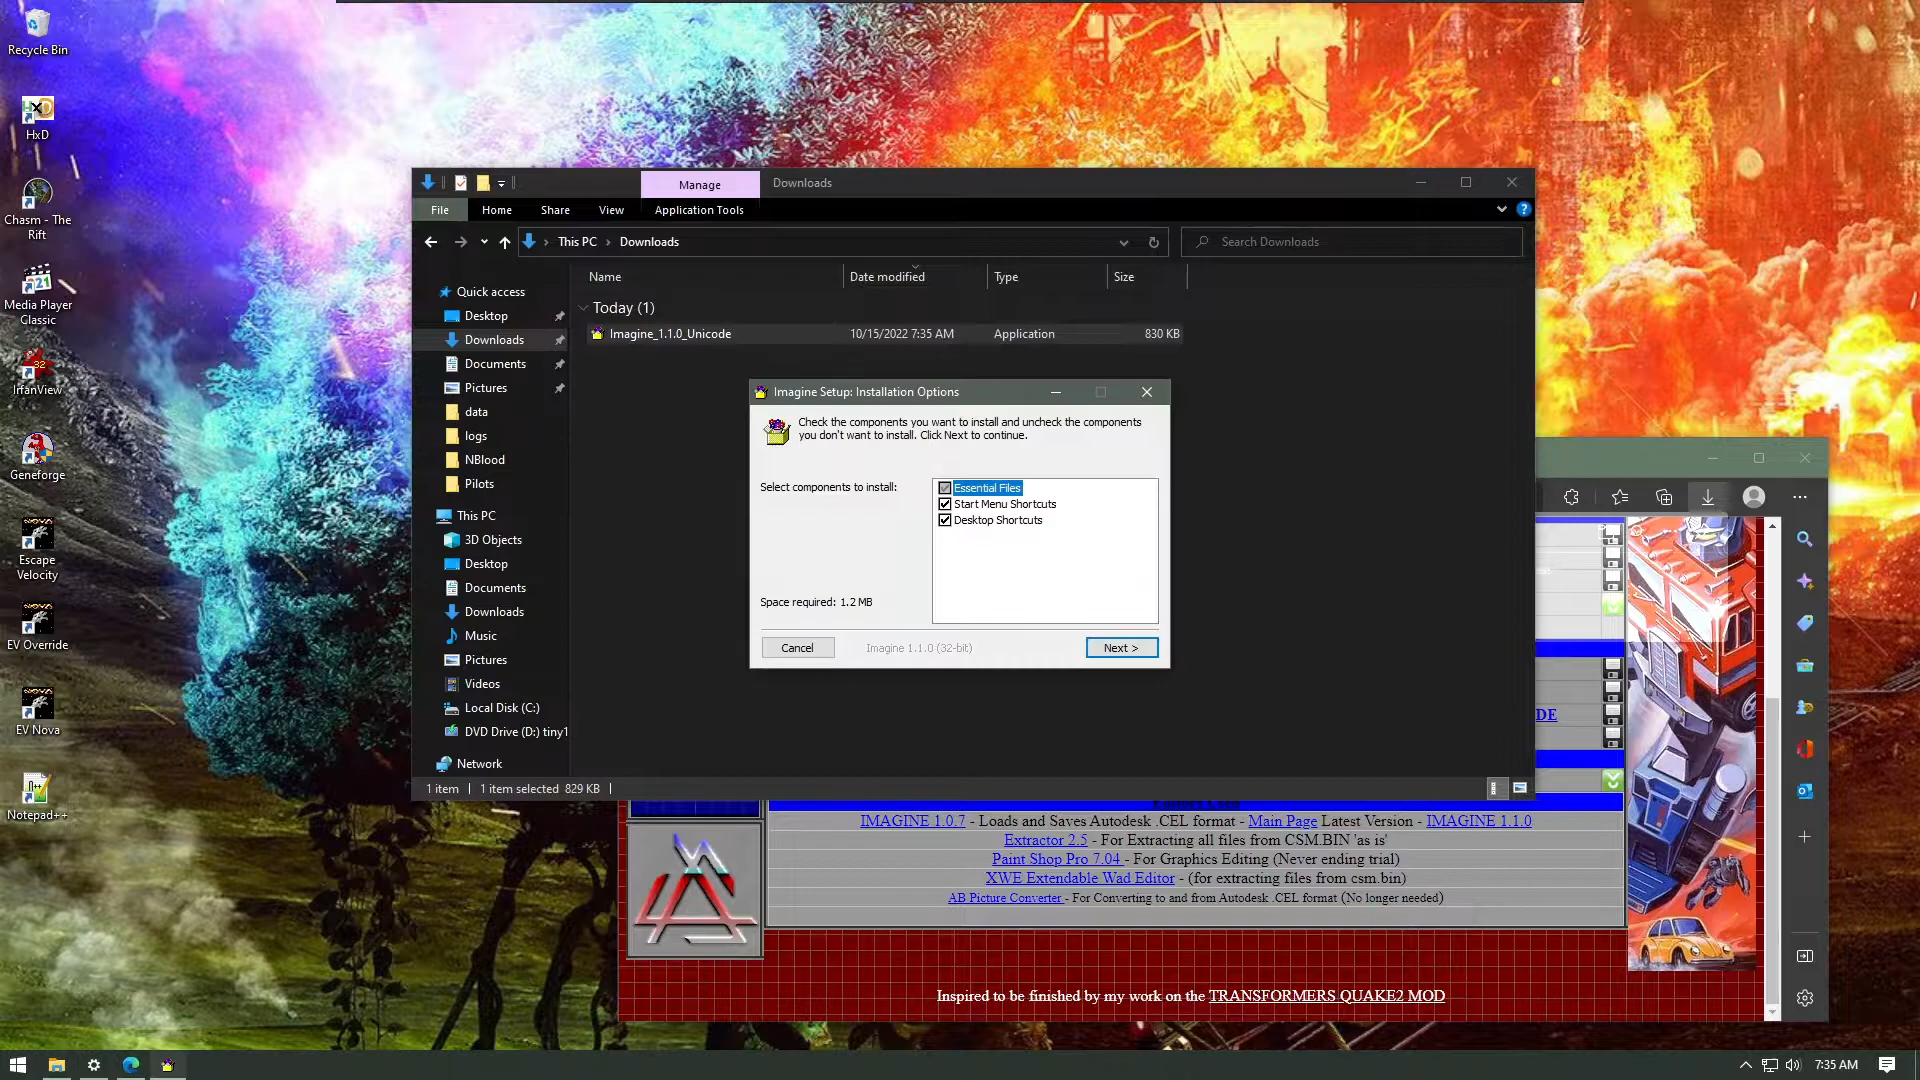 Recycle Bin
HxD
Chasm - The
Rift
Media Player
Classic
IrfanView
Geneforge
Escape
Velocity
EV Override
EV Nova
Notepad++
Manage
Downloads
File
Home
Share
View
Application Tools
This PC
Downloads
Search Downloads
Name
Date modified
Type
Size
Today (1)
Imagine_1.1.0_Unicode
10/15/2022 7:35 AM
Application
830 KB
Quick access
Desktop
Downloads
Documents
Pictures
data
logs
NBlood
Pilots
This PC
3D Objects
Desktop
Documents
Downloads
Music
Pictures
Videos
Local Disk (C:)
DVD Drive (D:) tiny1
Network
1 item
1 item selected 829 KB
Imagine Setup: Installation Options
Check the components you want to install and uncheck the components
you don't want to install. Click Next to continue.
Select components to install:
Essential Files
Start Menu Shortcuts
Desktop Shortcuts
Space required: 1.2 MB
Cancel
Imagine 1.1.0 (32-bit)
Next >
DE
IMAGINE 1.0.7 - Loads and Saves Autodesk .CEL format - Main Page Latest Version - IMAGINE 1.1.0
Extractor 2.5 - For Extracting all files from CSM.BIN 'as is'
Paint Shop Pro 7.04 - For Graphics Editing (Never ending trial)
XWE Extendable Wad Editor - (for extracting files from csm.bin)
AB Picture Converter - For Converting to and from Autodesk .CEL format (No longer needed)
Inspired to be finished by my work on the TRANSFORMERS QUAKE2 MOD
7:35 AM